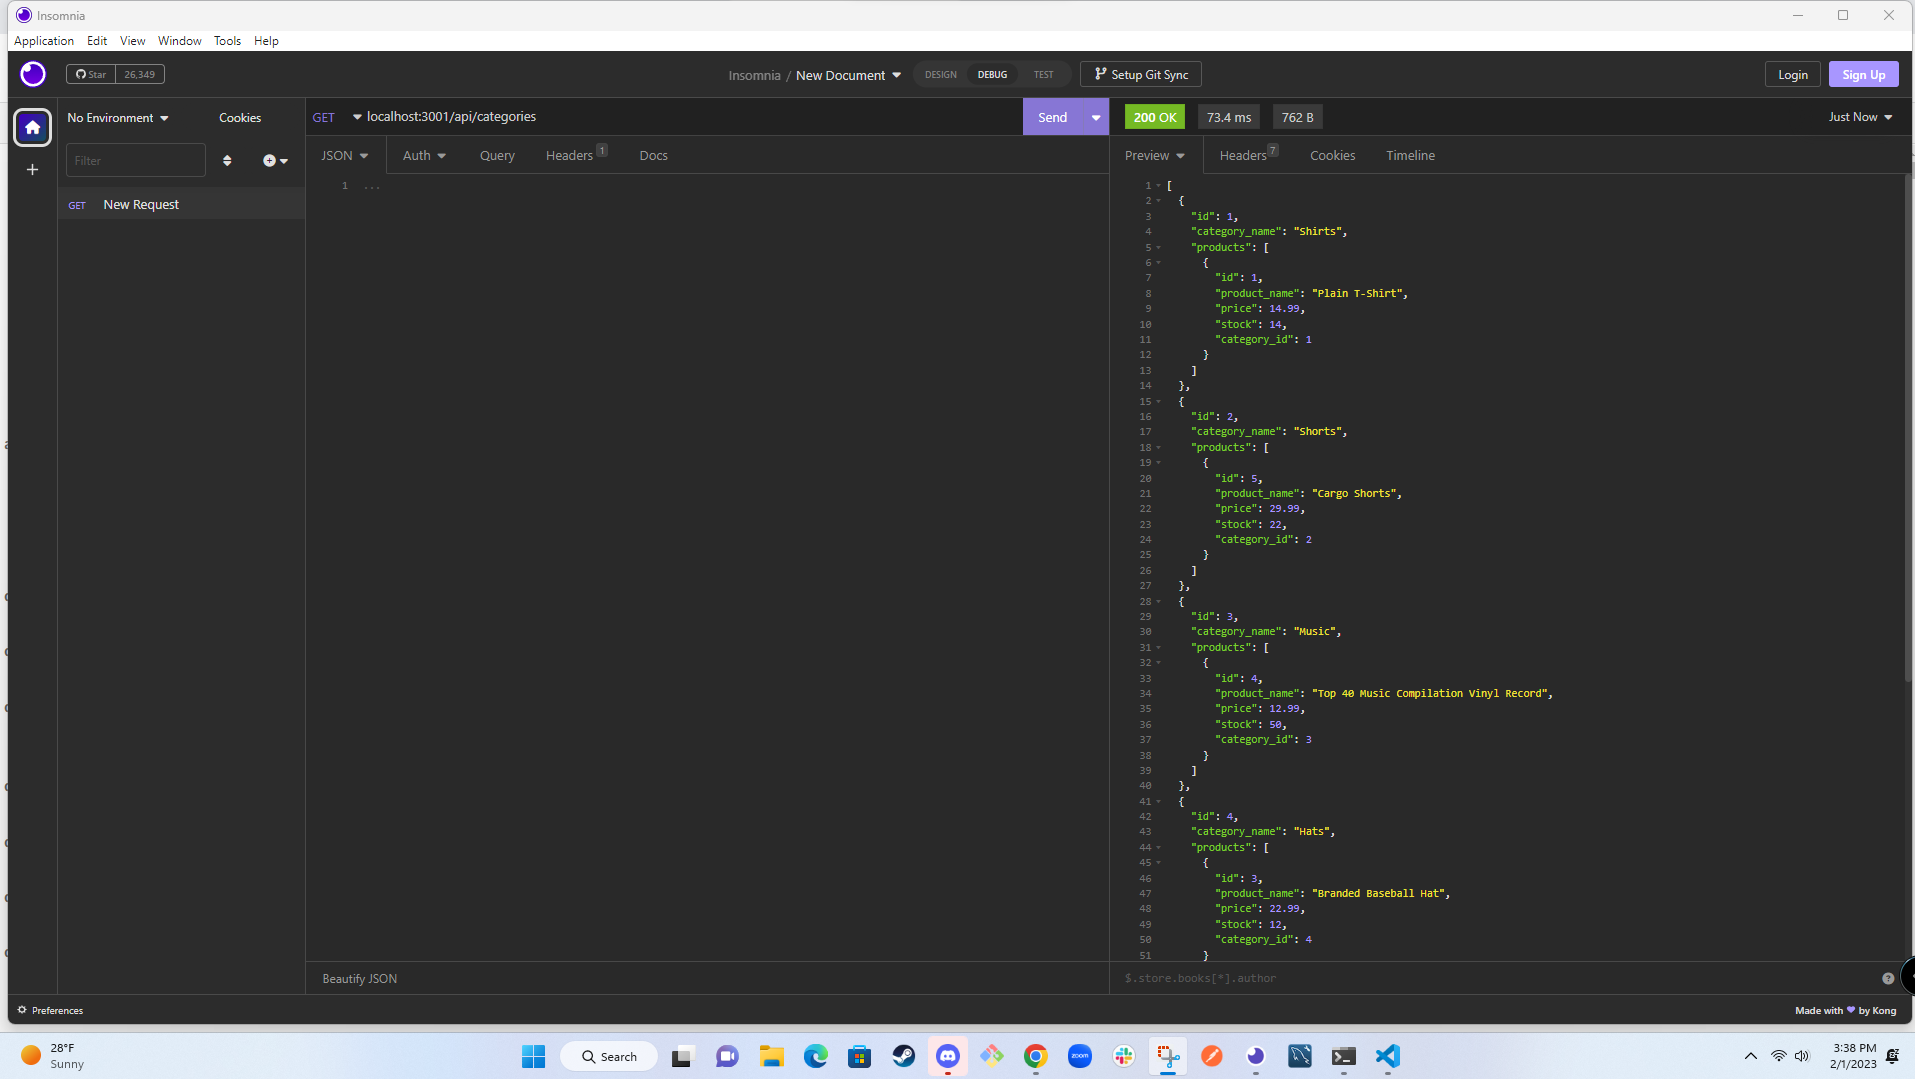 Insomnia
Application Edit View Window Tools Help
Star 26,349
Insomnia / New Document
DESIGN DEBUG TEST
Setup Git Sync
Login
Sign Up
No Environment
Cookies
Filter
GET New Request
GET localhost:3001/api/categories
Send
JSON Auth Query Headers 1 Docs
1 ...
Beautify JSON
200 OK 73.4 ms 762 B
Just Now
Preview Headers 7 Cookies Timeline
1 [
2 {
3 "id": 1,
4 "category_name": "Shirts",
5 "products": [
6 {
7 "id": 1,
8 "product_name": "Plain T-Shirt",
9 "price": 14.99,
10 "stock": 14,
11 "category_id": 1
12 }
13 ]
14 },
15 {
16 "id": 2,
17 "category_name": "Shorts",
18 "products": [
19 {
20 "id": 5,
21 "product_name": "Cargo Shorts",
22 "price": 29.99,
23 "stock": 22,
24 "category_id": 2
25 }
26 ]
27 },
28 {
29 "id": 3,
30 "category_name": "Music",
31 "products": [
32 {
33 "id": 4,
34 "product_name": "Top 40 Music Compilation Vinyl Record",
35 "price": 12.99,
36 "stock": 50,
37 "category_id": 3
38 }
39 ]
40 },
41 {
42 "id": 4,
43 "category_name": "Hats",
44 "products": [
45 {
46 "id": 3,
47 "product_name": "Branded Baseball Hat",
48 "price": 22.99,
49 "stock": 12,
50 "category_id": 4
51 }
$.store.books[*].author
Preferences
Made with 💜 by Kong
28°F
Sunny
Search
zoom
3:38 PM
2/1/2023